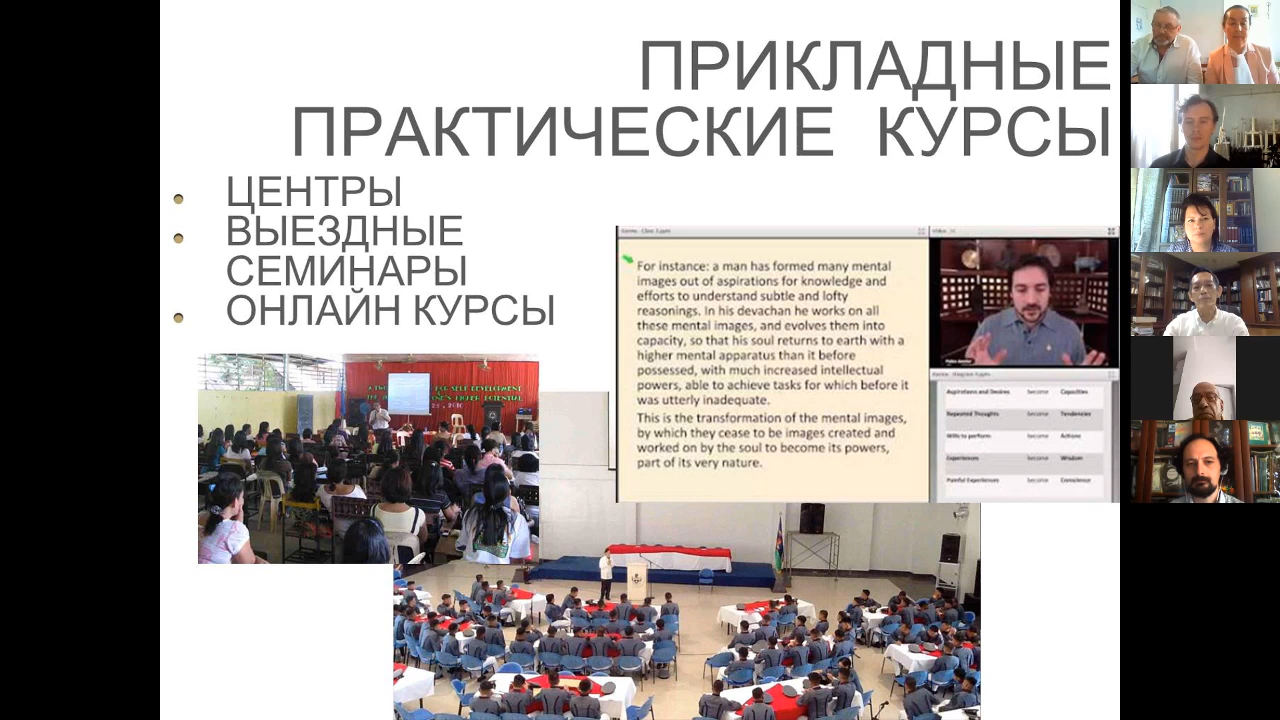 ПРИКЛАДНЫЕ
ПРАКТИЧЕСКИЕ КУРСЫ
ЦЕНТРЫ
ВЫЕЗДНЫЕ
СЕМИНАРЫ
ОНЛАЙН КУРСЫ
For instance: a man has formed many mental
images out of aspirations for knowledge and
efforts to understand subtle and lofty
reasonings. In his devachan he works on all
these mental images, and evolves them into
capacity, so that his soul returns to earth with a
higher mental apparatus than it before
possessed, with much increased intellectual
powers, able to achieve tasks for which before it
was utterly inadequate.
This is the transformation of the mental images,
by which they cease to be images created and
worked on by the soul to become its powers,
part of its very nature.
Video
Aspirations and Desires become Capacities
Repeated Thoughts become Tendencies
Wills to perform become Actions
Experiences become Wisdom
Painful Experiences become Conscience
FOR SELF-DEVELOPMENT
HIGHER POTENTIAL